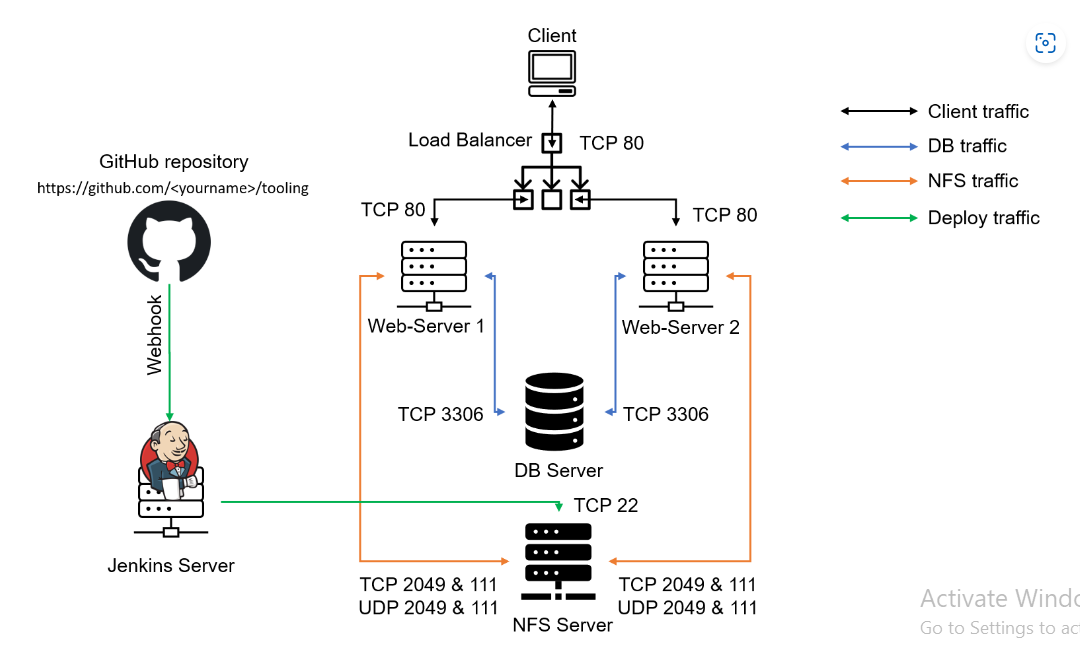 Client
Load Balancer
TCP 80
Client traffic
DB traffic
NFS traffic
Deploy traffic
GitHub repository
https://github.com/<yourname>/tooling
Webhook
Jenkins Server
TCP 80
TCP 80
Web-Server 1
Web-Server 2
TCP 3306
TCP 3306
DB Server
TCP 22
TCP 2049 & 111
UDP 2049 & 111
TCP 2049 & 111
UDP 2049 & 111
NFS Server
Activate Windo
Go to Settings to act